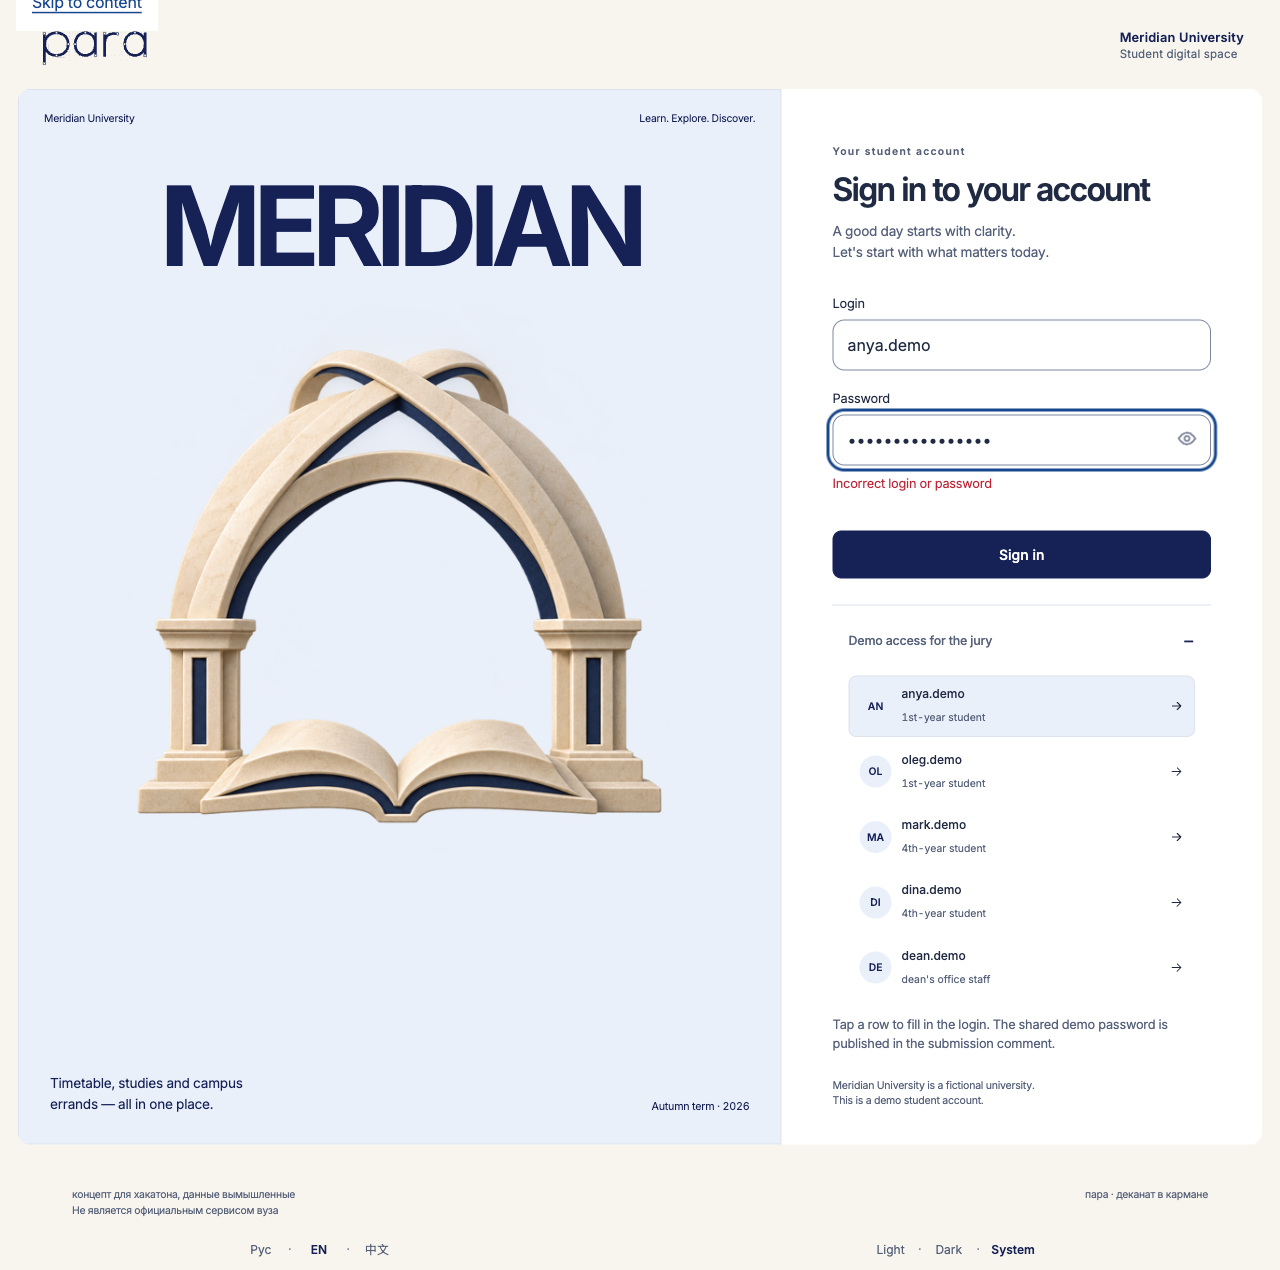 Skip to content
para
Meridian University
Student digital space
Meridian University
Learn. Explore. Discover.
MERIDIAN
Timetable, studies and campus
errands — all in one place.
Autumn term · 2026
Your student account
Sign in to your account
A good day starts with clarity.
Let's start with what matters today.
Login
anya.demo
Password
••••••••••••••••
Incorrect login or password
Sign in
Demo access for the jury
AN
anya.demo
1st-year student
OL
oleg.demo
1st-year student
MA
mark.demo
4th-year student
DI
dina.demo
4th-year student
DE
dean.demo
dean's office staff
Tap a row to fill in the login. The shared demo password is
published in the submission comment.
Meridian University is a fictional university.
This is a demo student account.
концепт для хакатона, данные вымышленные
Не является официальным сервисом вуза
пара · деканат в кармане
Рус · EN · 中文
Light · Dark · System